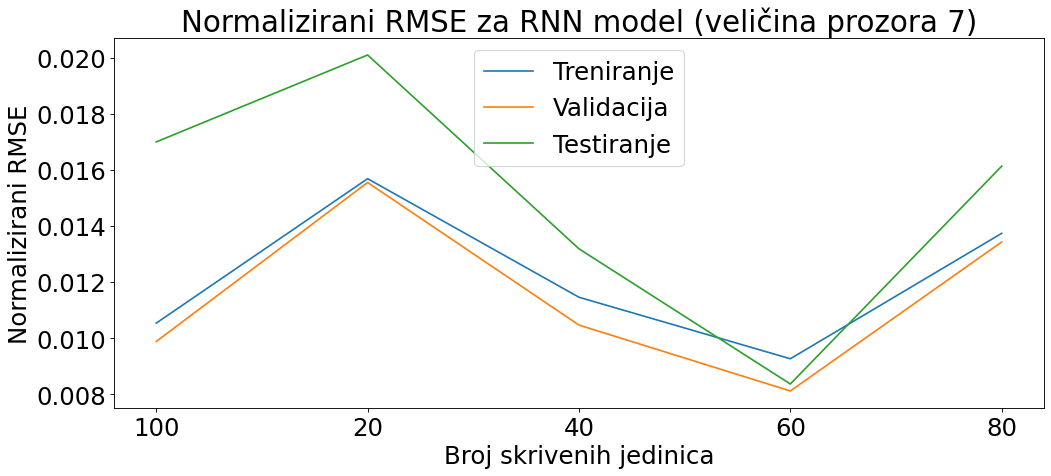 Normalizirani RMSE za RNN model (veličina prozora 7)
Treniranje
Validacija
Testiranje
Normalizirani RMSE
0.020
0.018
0.016
0.014
0.012
0.010
0.008
100 20 40 60 80
Broj skrivenih jedinica